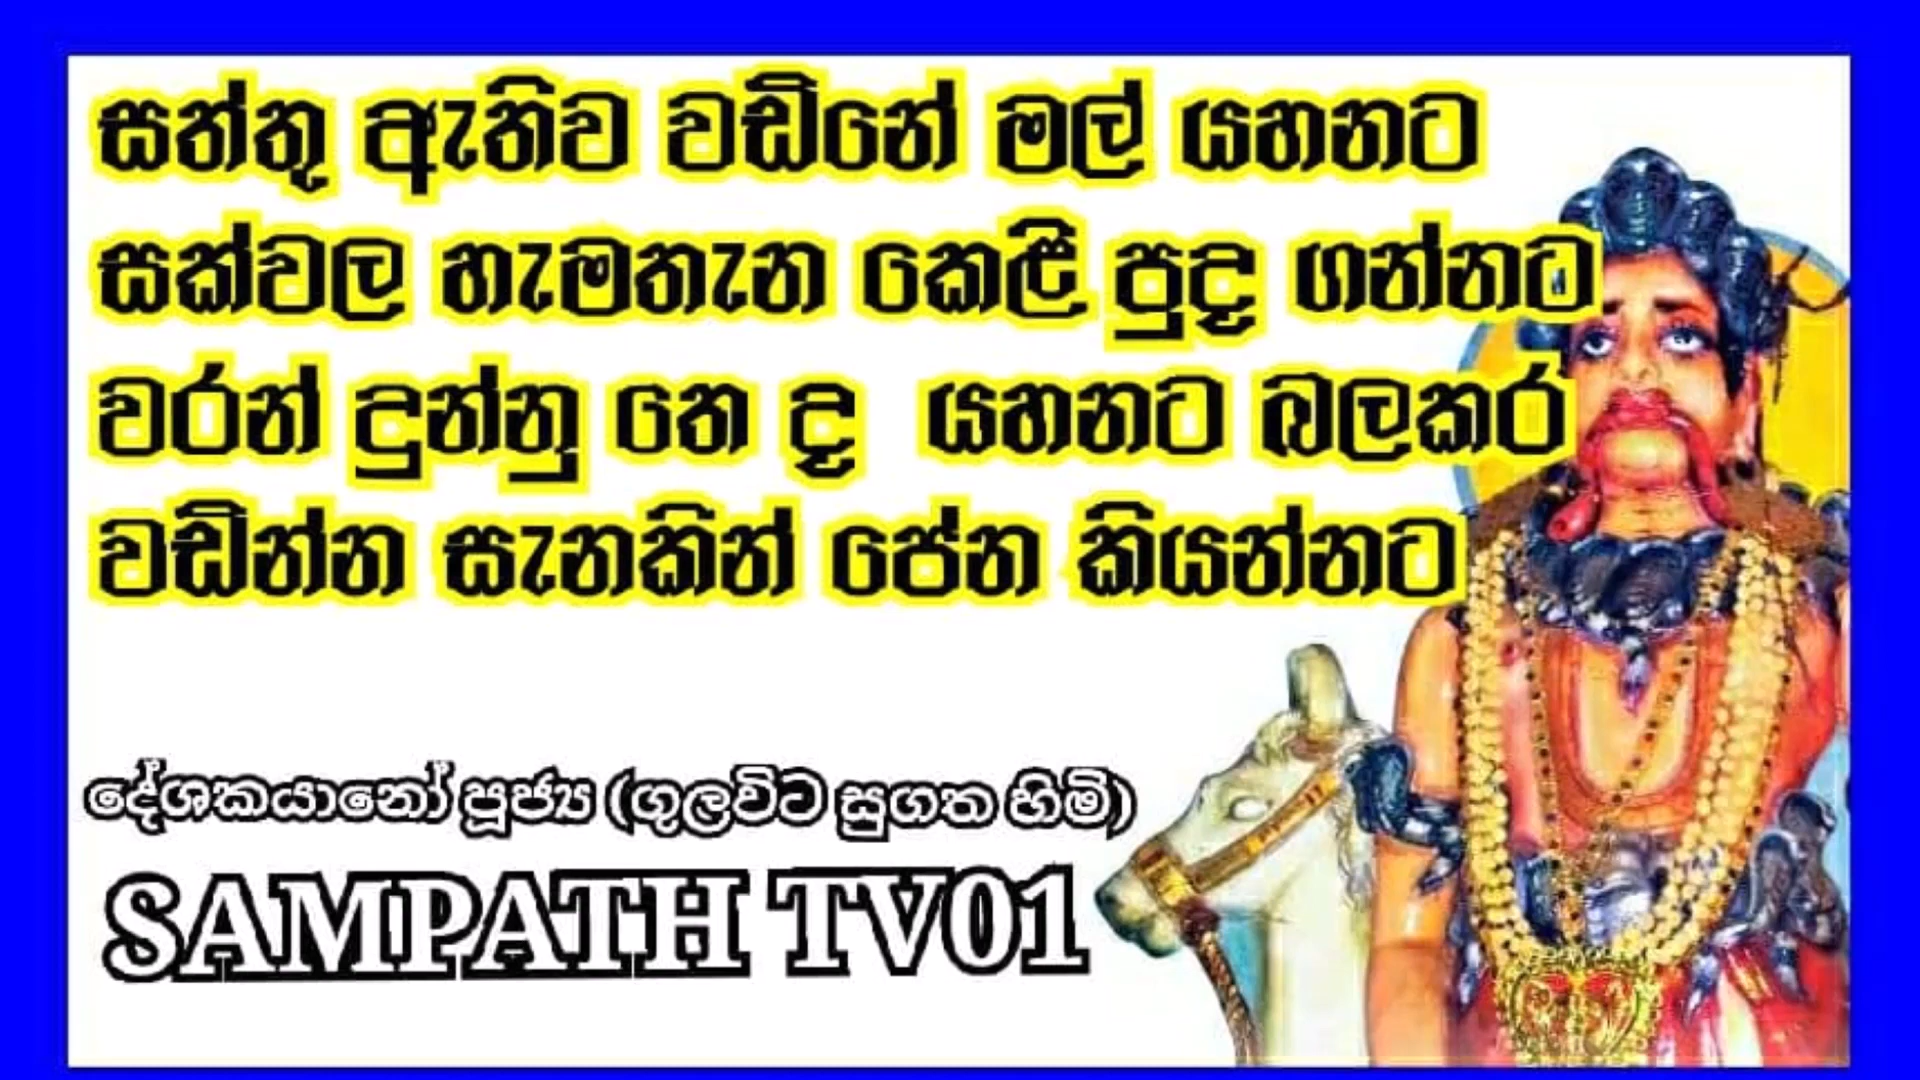 සත්තු ඇතිව වඩිනේ මල් යහනට
සක්වල හැමතැන කෙළි පුද ගන්නට
වරන් දුන්නු තෙ ද යහනට බලකර
වඩින්න සැනකින් පේන කියන්නට
දේශකයානෝ පූජ්‍ය (ගුලවිට සුගත හිමි)
SAMPATH TV01